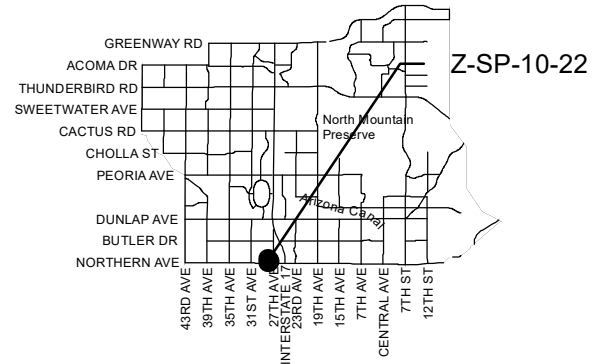 GREENWAY RD
ACOMA DR
Z-SP-10-22
THUNDERBIRD RD
SWEETWATER AVE
CACTUS RD
North Mountain
Preserve
CHOLLA ST
PEORIA AVE
Arizona Canal
DUNLAP AVE
BUTLER DR
NORTHERN AVE
43RD AVE
39TH AVE
35TH AVE
31ST AVE
27TH AVE
INTERSTATE 17
23RD AVE
19TH AVE
15TH AVE
7TH AVE
CENTRAL AVE
7TH ST
12TH ST